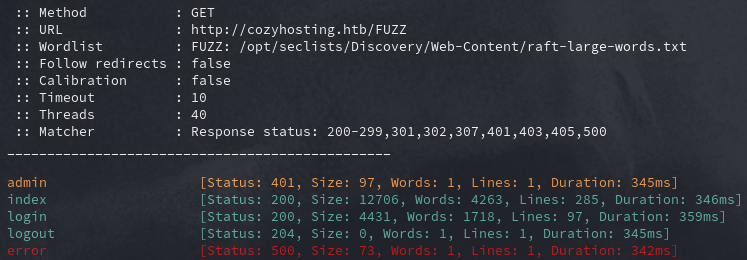 :: Method           : GET
:: URL              : http://cozyhosting.htb/FUZZ
:: Wordlist         : FUZZ: /opt/seclists/Discovery/Web-Content/raft-large-words.txt
:: Follow redirects : false
:: Calibration      : false
:: Timeout          : 10
:: Threads          : 40
:: Matcher          : Response status: 200-299,301,302,307,401,403,405,500
________________________________________________
admin                   [Status: 401, Size: 97, Words: 1, Lines: 1, Duration: 345ms]
index                   [Status: 200, Size: 12706, Words: 4263, Lines: 285, Duration: 346ms]
login                   [Status: 200, Size: 4431, Words: 1718, Lines: 97, Duration: 359ms]
logout                  [Status: 204, Size: 0, Words: 1, Lines: 1, Duration: 345ms]
error                   [Status: 500, Size: 73, Words: 1, Lines: 1, Duration: 342ms]